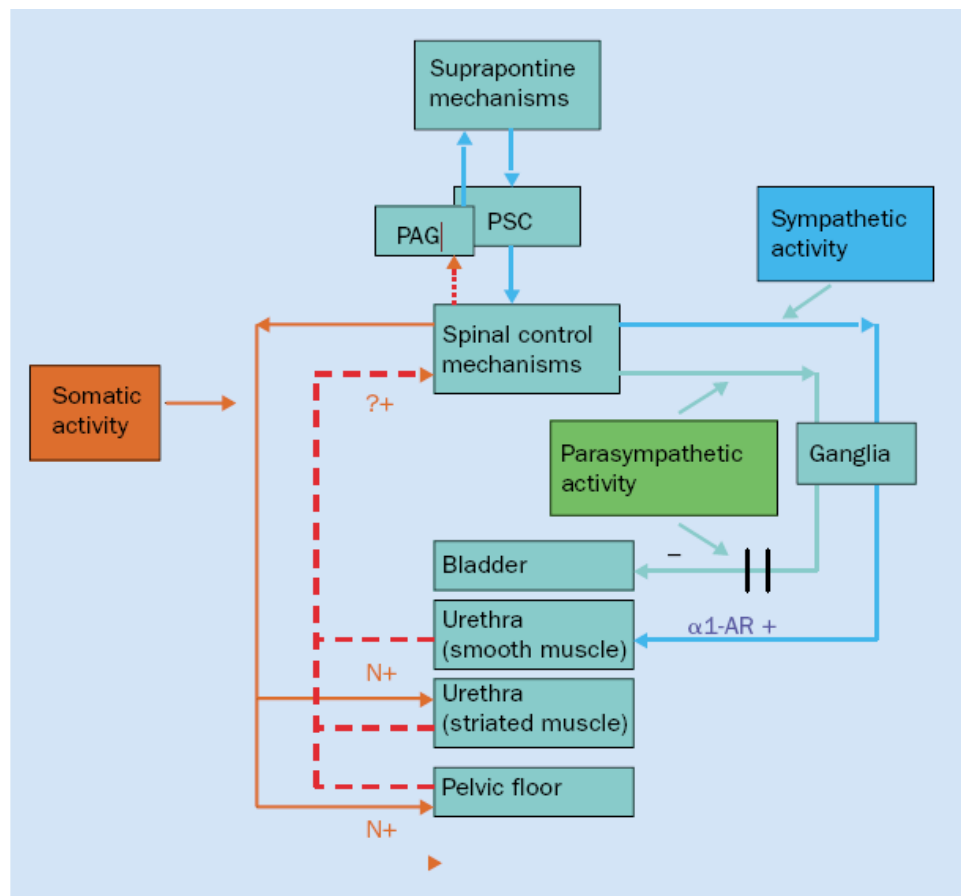 Suprapontine
mechanisms
PAG
PSC
Sympathetic
activity
Spinal control
mechanisms
Somatic
activity
?+
Parasympathetic
activity
Ganglia
Bladder
–
Urethra
(smooth muscle)
α1-AR +
N+
Urethra
(striated muscle)
Pelvic floor
N+